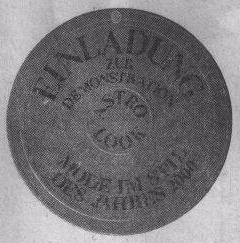 EINLADUNG
ZUR
DEMONSTRATION
ASTRO
LOOK
MODE IM STIL
DES JAHRES 2000